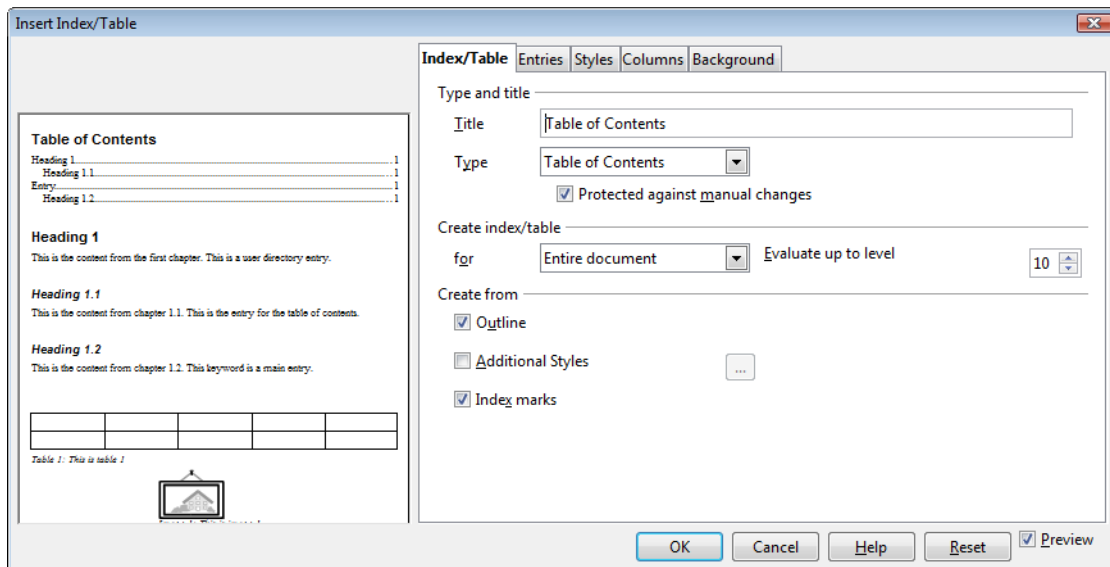 Insert Index/Table
Table of Contents
Heading 1 1
Heading 1.1 1
Entry 1
Heading 1.2 1
Heading 1
This is the content from the first chapter. This is a user directory entry.
Heading 1.1
This is the content from chapter 1.1. This is the entry for the table of contents.
Heading 1.2
This is the content from chapter 1.2. This keyword is a main entry.
Table 1: This is table 1
Index/Table Entries Styles Columns Background
Type and title
Title Table of Contents
Type Table of Contents
Protected against manual changes
Create index/table
for Entire document Evaluate up to level 10
Create from
Outline
Additional Styles ...
Index marks
OK Cancel Help Reset Preview